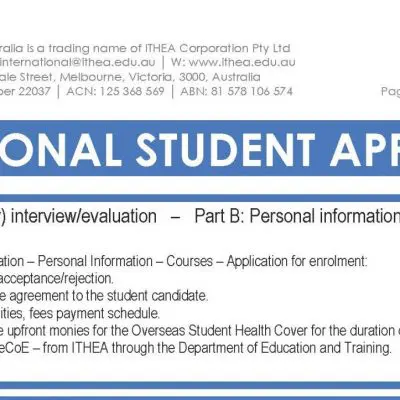 ralia is a trading name of ITHEA Corporation Pty Ltd
international@ithea.edu.au | W: www.ithea.edu.au
ale Street, Melbourne, Victoria, 3000, Australia
ber 22037 | ACN: 125 368 569 | ABN: 81 578 106 574
Pag
IONAL STUDENT APP
) interview/evaluation – Part B: Personal information
ation – Personal Information – Courses – Application for enrolment:
acceptance/rejection.
e agreement to the student candidate.
ities, fees payment schedule.
e upfront monies for the Overseas Student Health Cover for the duration
eCoE – from ITHEA through the Department of Education and Training.